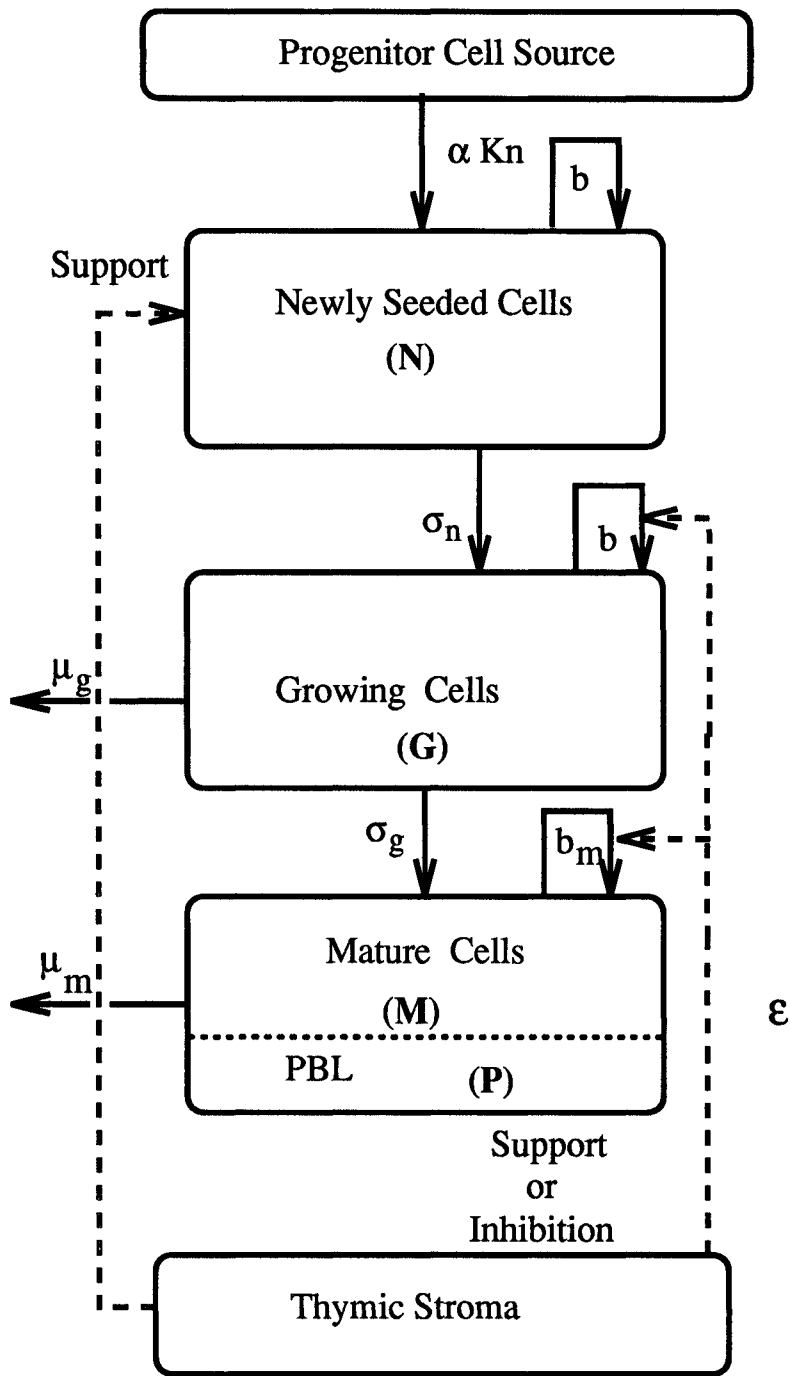 Progenitor Cell Source
α Kn
b
Support
Newly Seeded Cells
(N)
σn
b
μg
Growing Cells
(G)
σg
bm
Mature Cells
μm
(M)
ε
PBL (P)
Support
or
Inhibition
Thymic Stroma